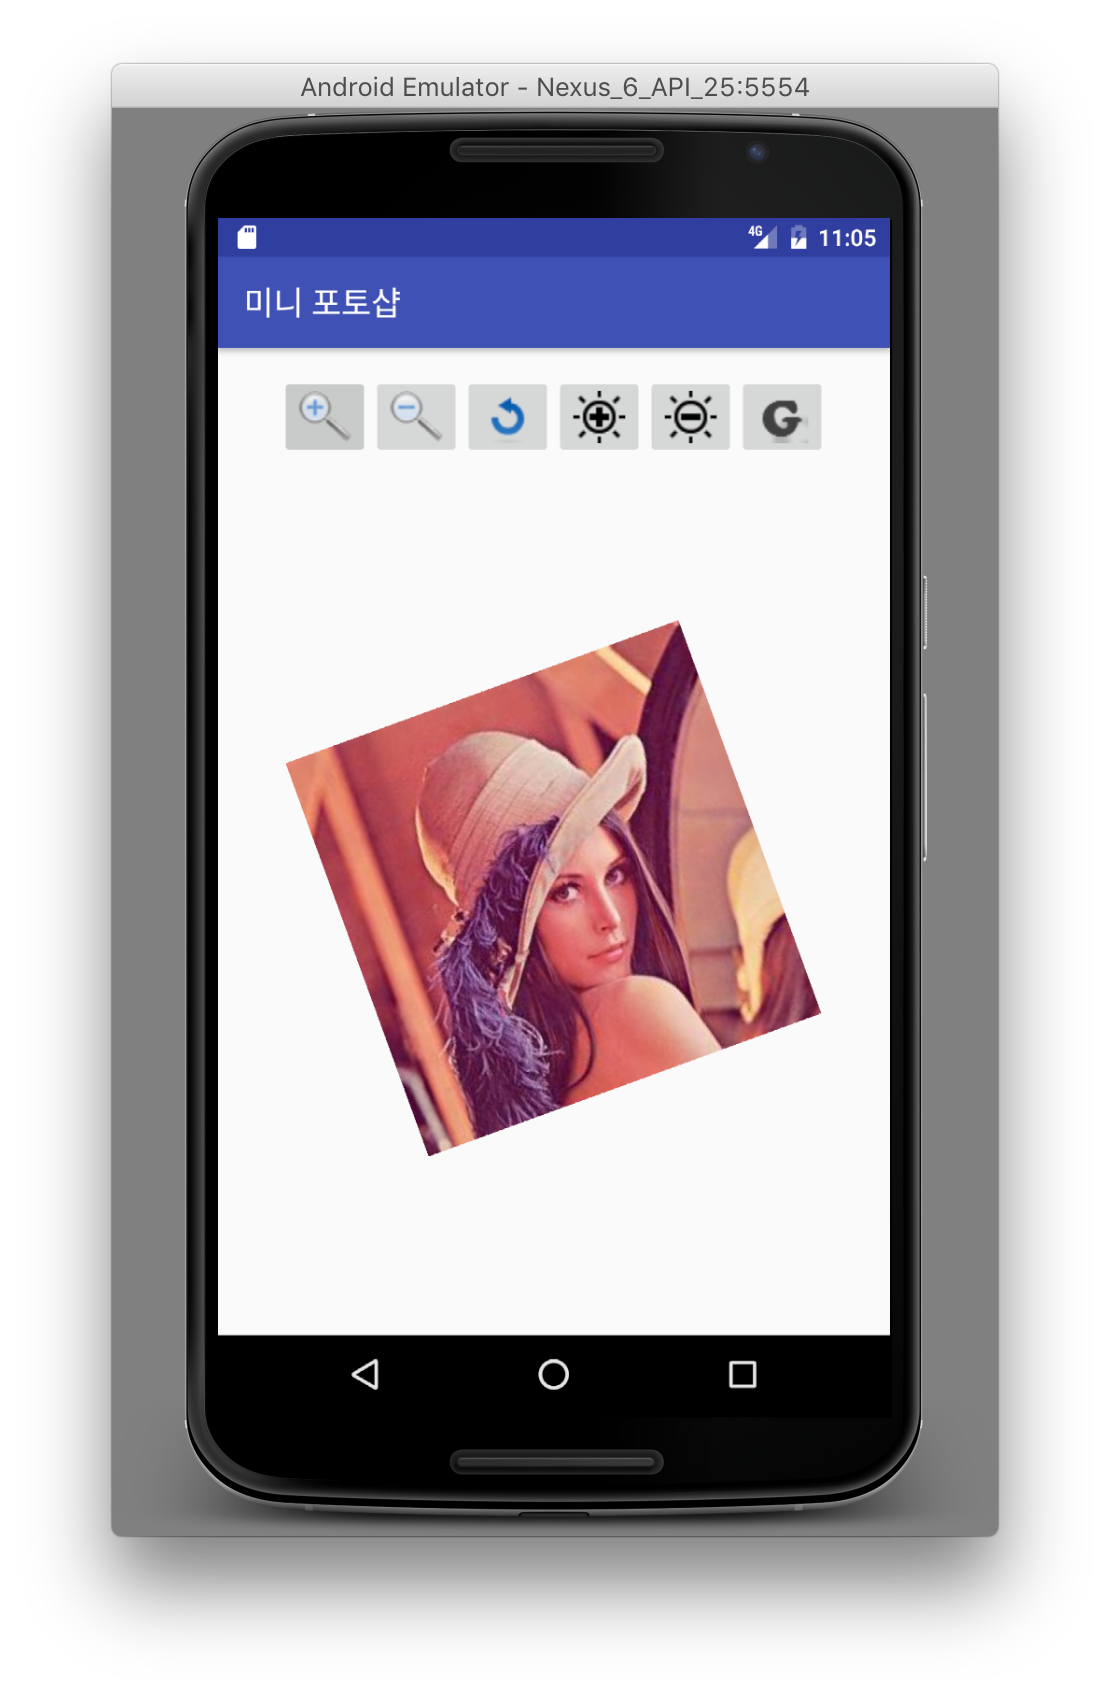 Android Emulator - Nexus_6_API_25:5554
4G 11:05
미니 포토샵
G